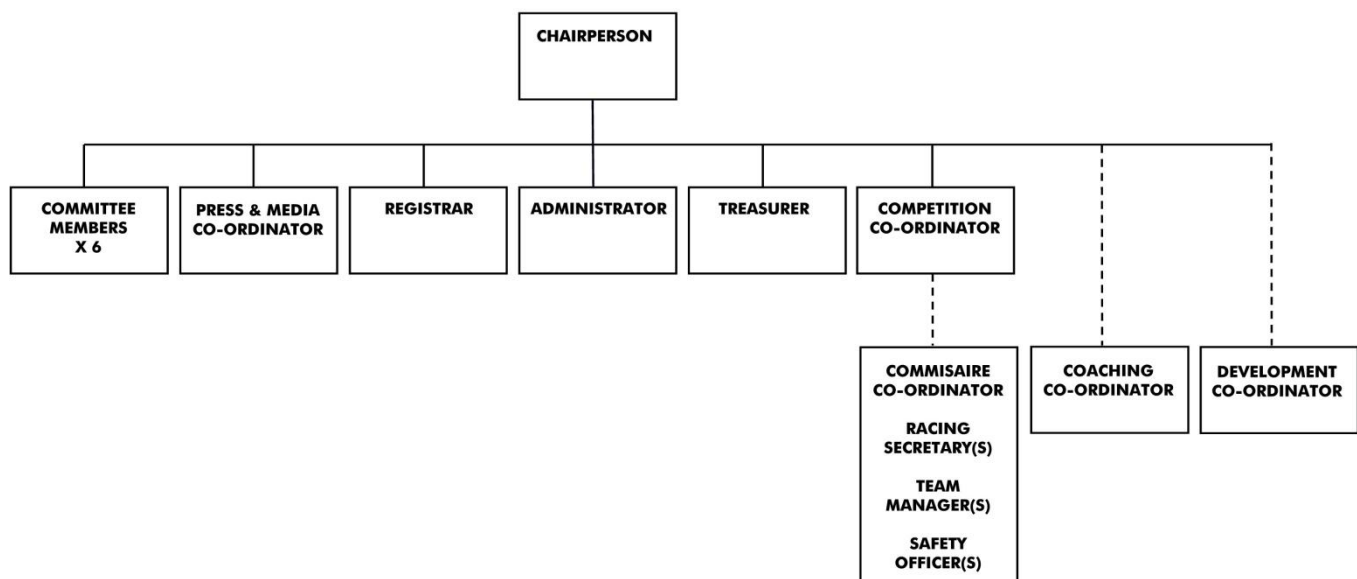 CHAIRPERSON
COMMITTEE
MEMBERS
X 6
PRESS & MEDIA
CO-ORDINATOR
REGISTRAR
ADMINISTRATOR
TREASURER
COMPETITION
CO-ORDINATOR
COMMISAIRE
CO-ORDINATOR
RACING
SECRETARY(S)
TEAM
MANAGER(S)
SAFETY
OFFICER(S)
COACHING
CO-ORDINATOR
DEVELOPMENT
CO-ORDINATOR